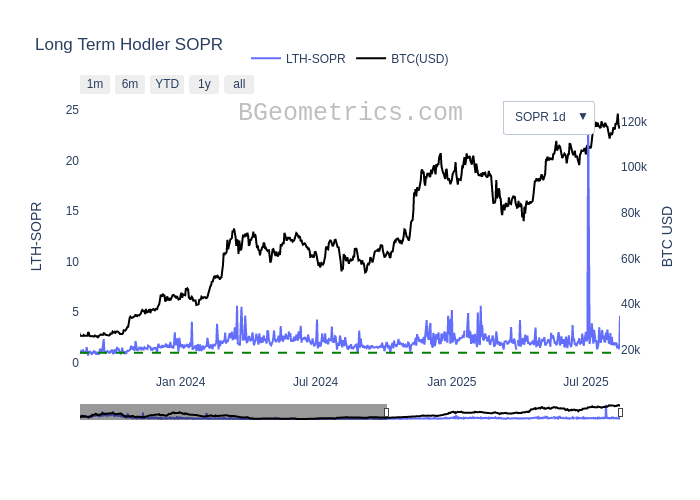 Long Term Hodler SOPR
LTH-SOPR BTC(USD)
1m 6m YTD 1y all
BGeometrics.com
SOPR 1d ▼
25
20
15
10
5
0
LTH-SOPR
120k
100k
80k
60k
40k
20k
BTC USD
Jan 2024 Jul 2024 Jan 2025 Jul 2025